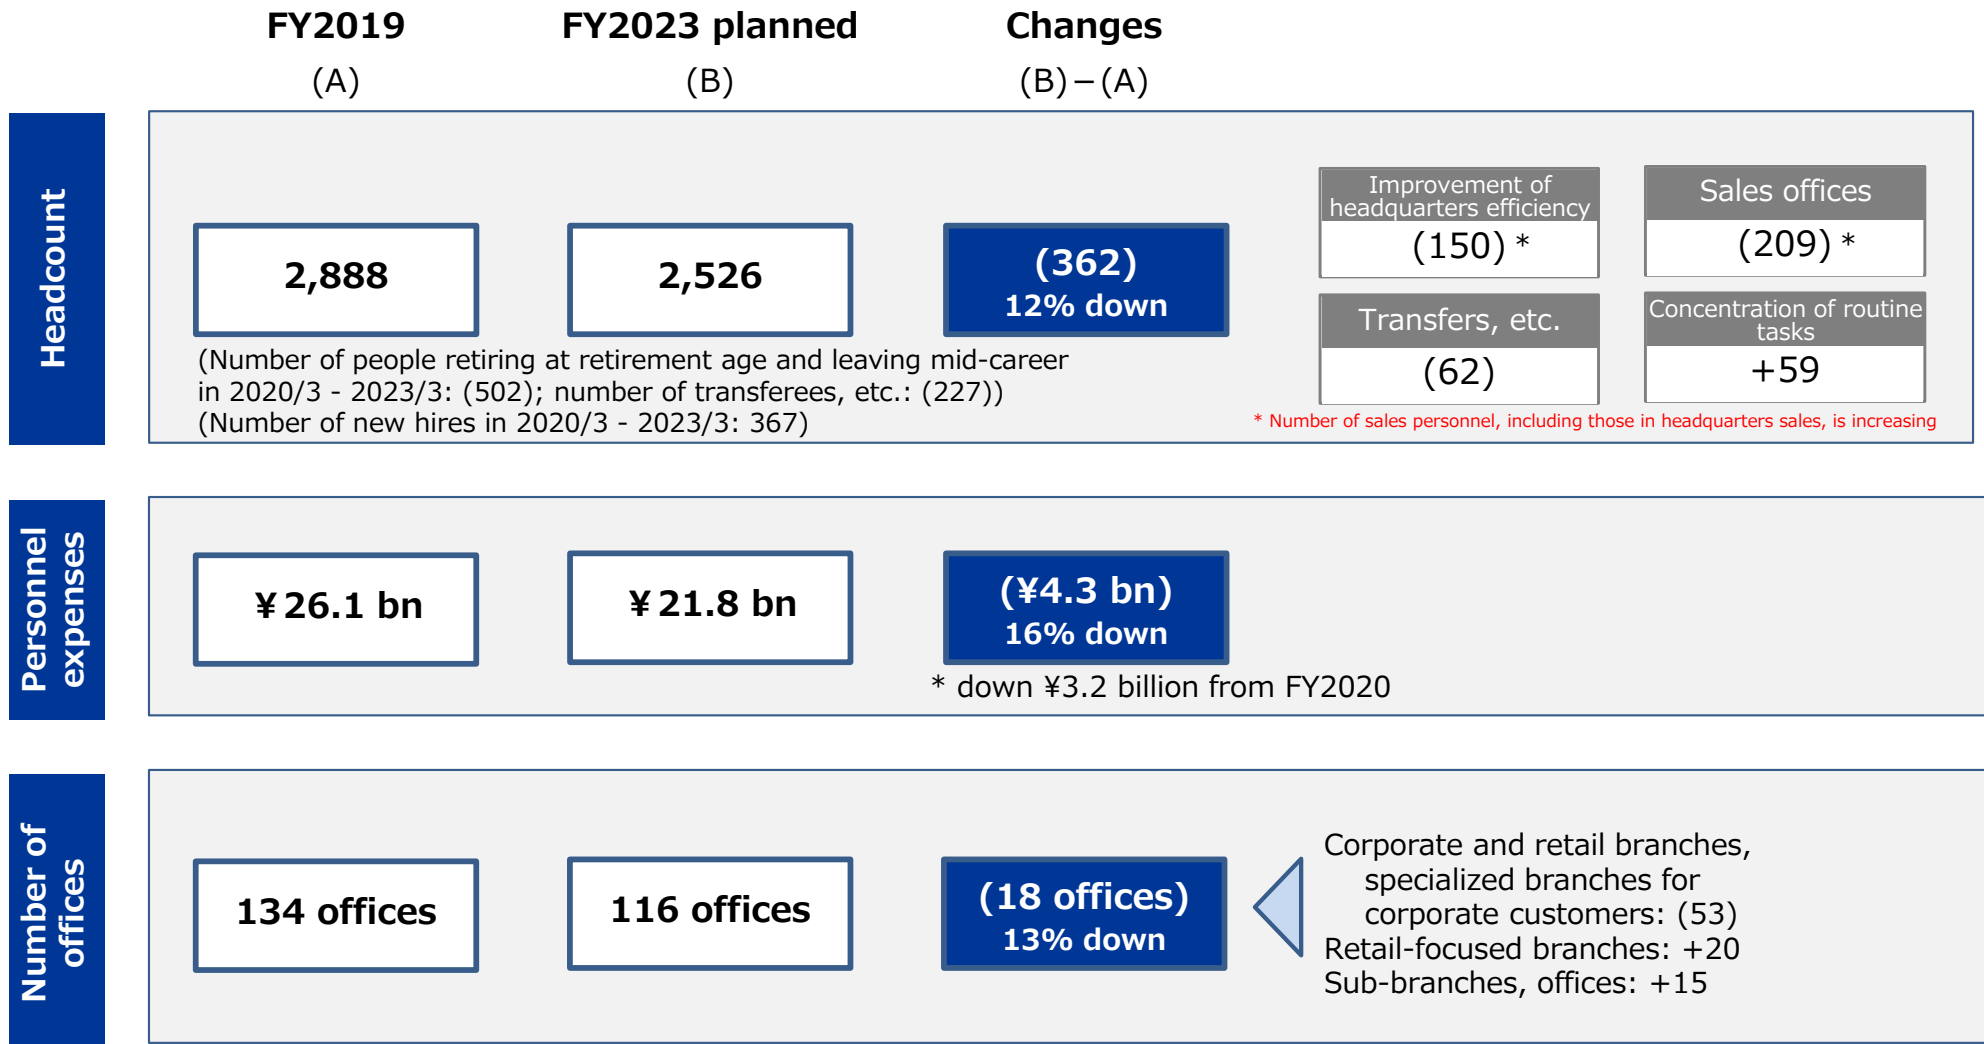 FY2019
FY2023 planned
Changes
(A)
(B)
(B)−(A)
Headcount
2,888
2,526
(362)
12% down
(Number of people retiring at retirement age and leaving mid-career
in 2020/3 - 2023/3: (502); number of transferees, etc.: (227))
(Number of new hires in 2020/3 - 2023/3: 367)
Improvement of
headquarters efficiency
(150) *
Sales offices
(209) *
Transfers, etc.
(62)
Concentration of routine
tasks
+59
* Number of sales personnel, including those in headquarters sales, is increasing
Personnel
expenses
¥26.1 bn
¥21.8 bn
(¥4.3 bn)
16% down
* down ¥3.2 billion from FY2020
Number of
offices
134 offices
116 offices
(18 offices)
13% down
Corporate and retail branches,
specialized branches for
corporate customers: (53)
Retail-focused branches: +20
Sub-branches, offices: +15